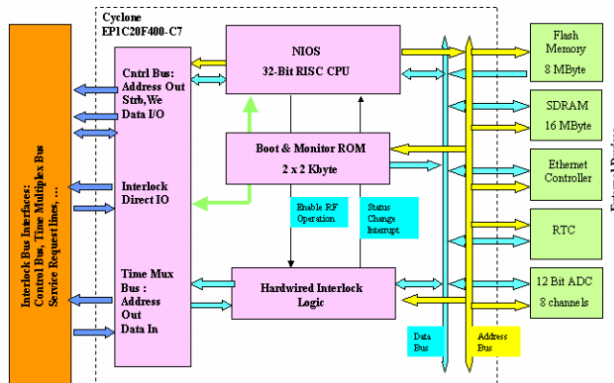 Cyclone
EP1C20F400-C7
Interlock Bus Interfaces:
Control Bus, Time Multiplex Bus
Service Request lines, ...
Cntrl Bus:
Address Out
Strb,We
Data I/O
Interlock
Direct IO
Time Mux
Bus :
Address
Out
Data In
NIOS
32-Bit RISC CPU
Boot & Monitor ROM
2 x 2 Kbyte
Enable RF
Operation
Status
Change
Interrupt
Hardwired Interlock
Logic
Data
Bus
Address
Bus
Flash
Memory
8 MByte
SDRAM
16 MByte
Ethernet
Controller
RTC
12 Bit ADC
8 channels